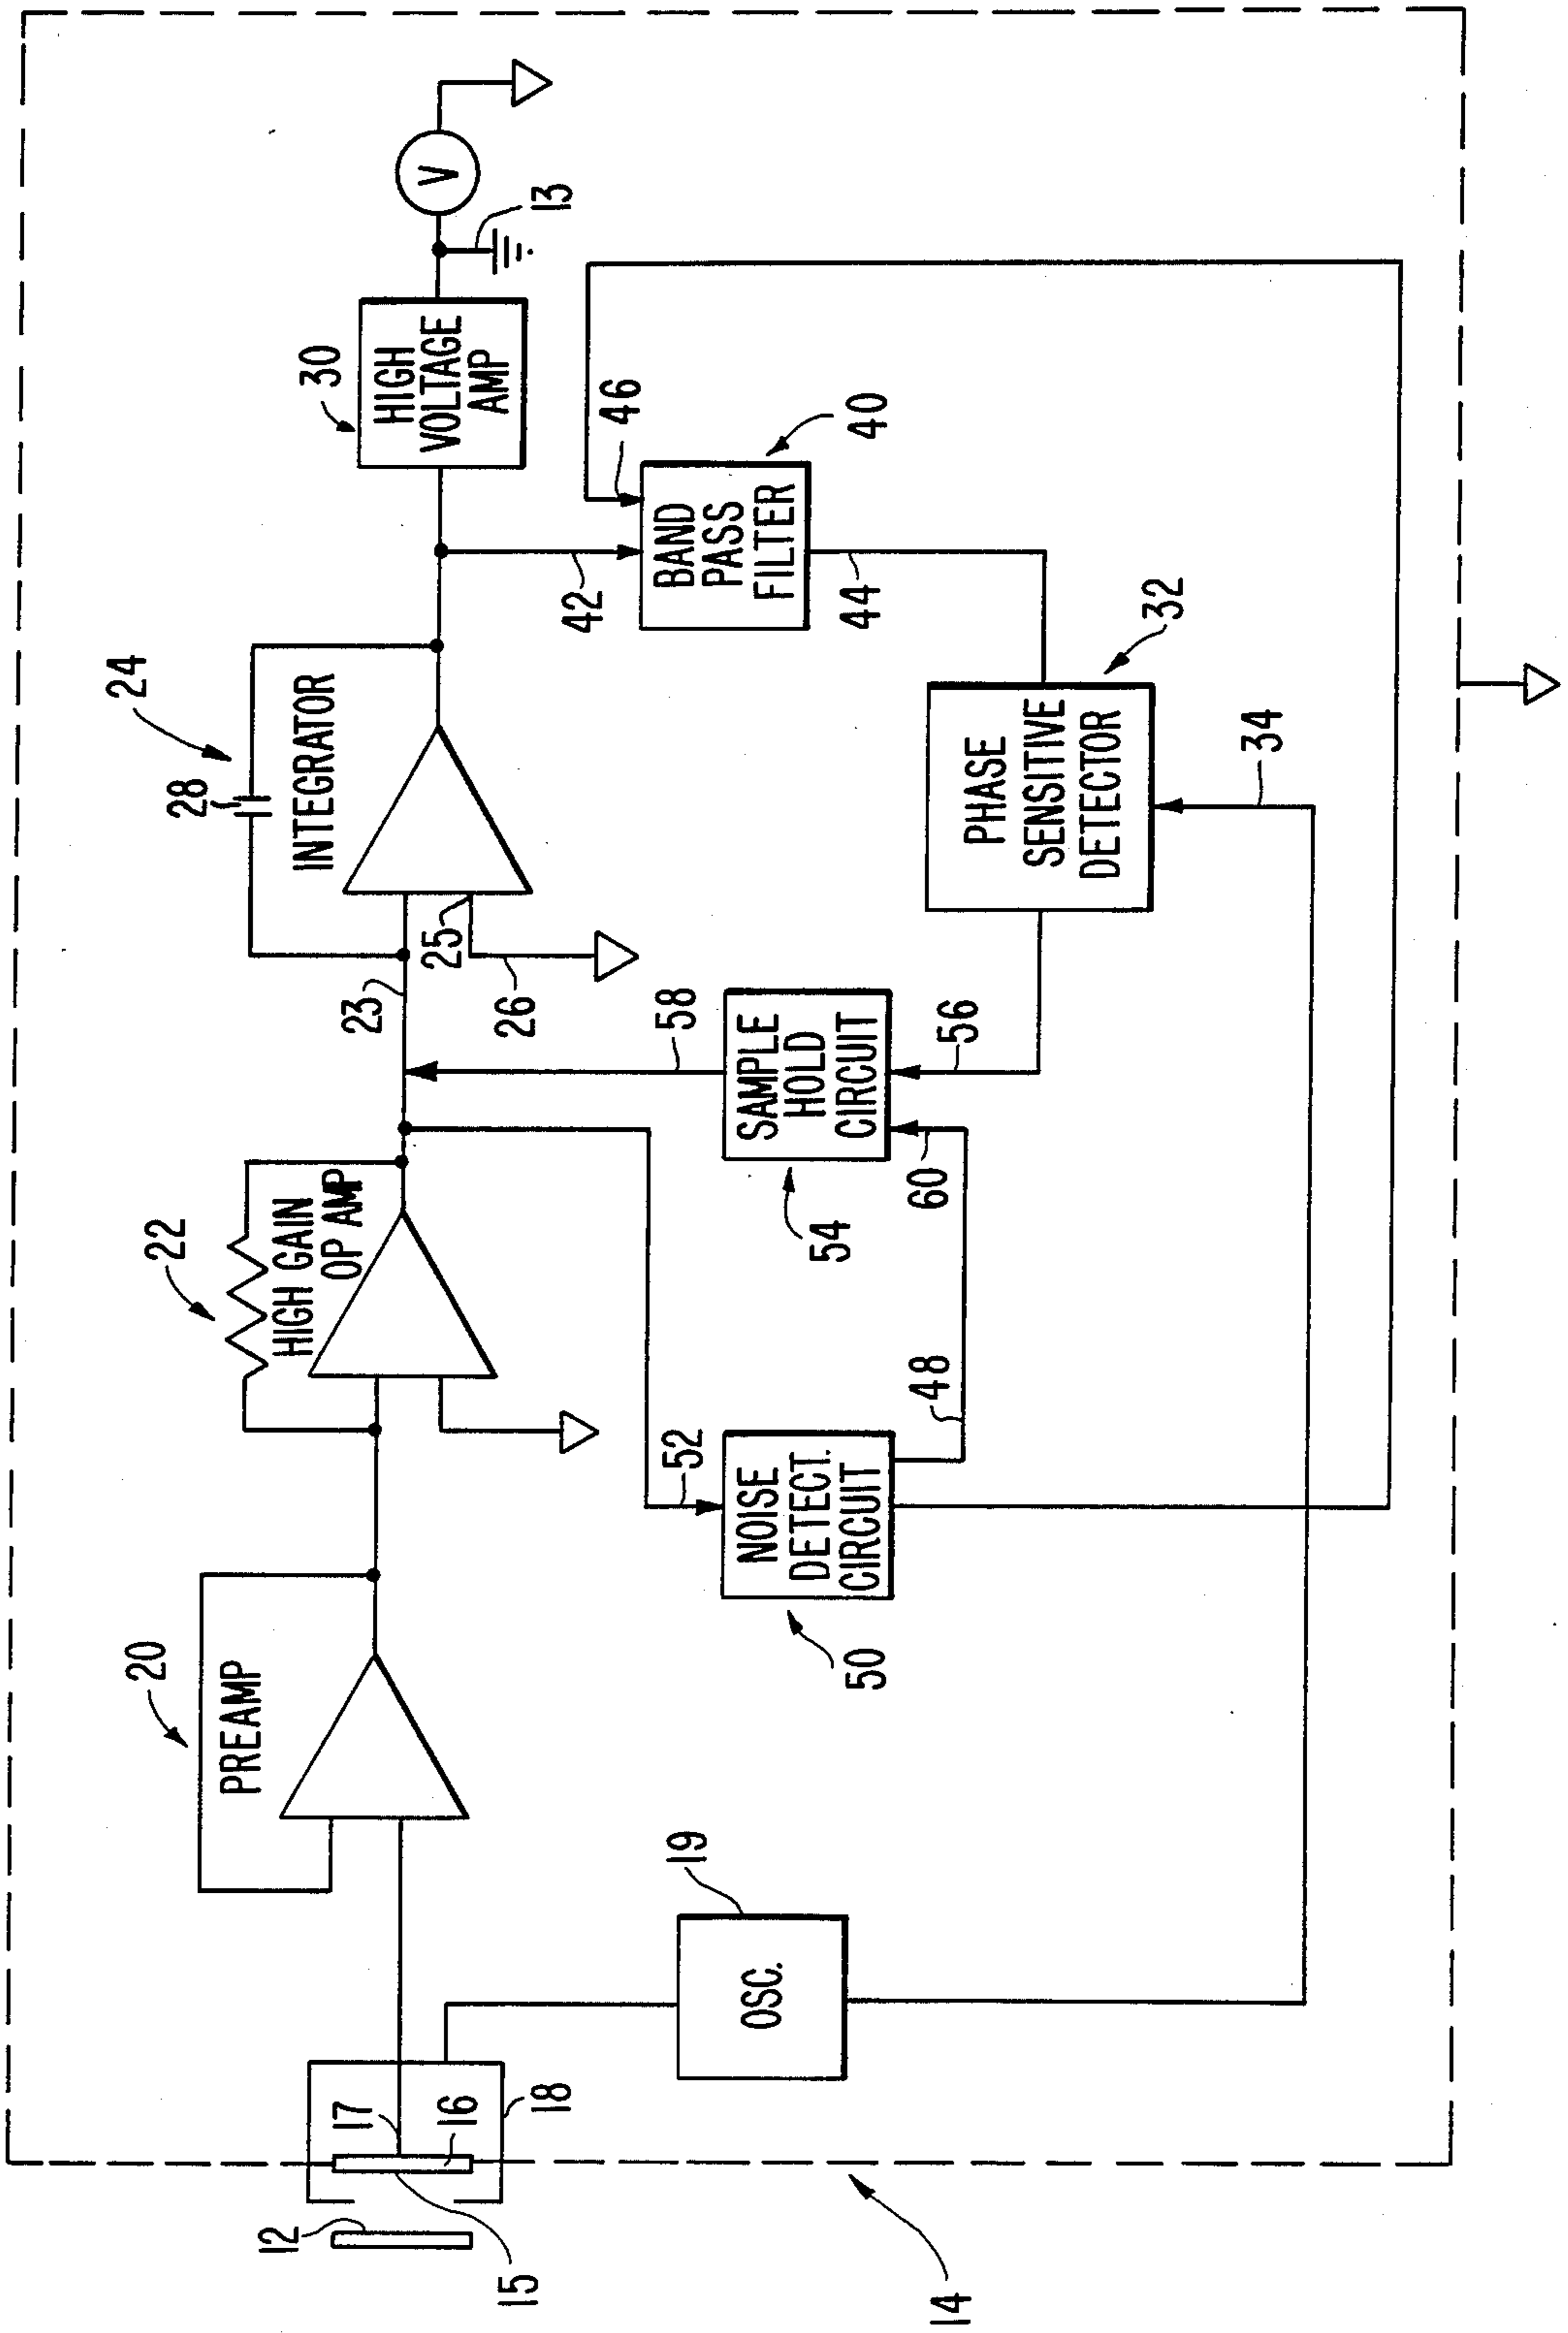 14
12
15
17
16
18
OSC.
19
20
PREAMP
22
HIGH GAIN
OP AMP
52
NOISE
DETECT.
CIRCUIT
50
48
23
25
26
24
28
INTEGRATOR
58
SAMPLE
HOLD
CIRCUIT
54
60
56
30
HIGH
VOLTAGE
AMP
V
13
42
46
BAND
PASS
FILTER
40
44
PHASE
SENSITIVE
DETECTOR
32
34